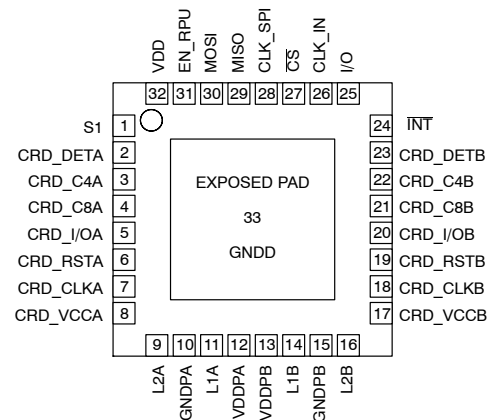 VDD
EN_RPU
MOSI
MISO
CLK_SPI
CS
CLK_IN
I/O
32 31 30 29 28 27 26 25
S1 1
CRD_DETA 2
CRD_C4A 3
CRD_C8A 4
CRD_I/OA 5
CRD_RSTA 6
CRD_CLKA 7
CRD_VCCA 8
EXPOSED PAD
33
GNDD
24 INT
23 CRD_DETB
22 CRD_C4B
21 CRD_C8B
20 CRD_I/OB
19 CRD_RSTB
18 CRD_CLKB
17 CRD_VCCB
9 10 11 12 13 14 15 16
L2A
GNDPA
L1A
VDDPA
VDDPB
L1B
GNDPB
L2B